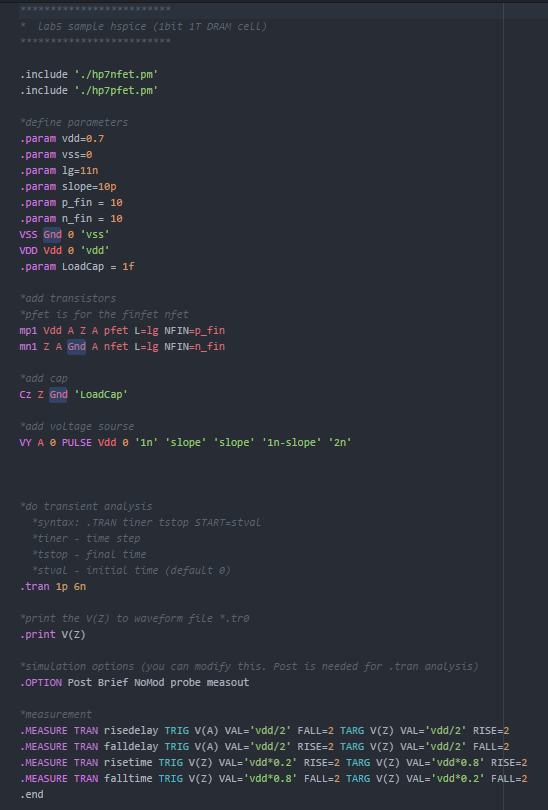 *************************
*  lab5 sample hspice (1bit 1T DRAM cell)
*************************
.include './hp7nfet.pm'
.include './hp7pfet.pm'
*define parameters
.param vdd=0.7
.param vss=0
.param lg=11n
.param slope=10p
.param p_fin = 10
.param n_fin = 10
VSS Gnd 0 'vss'
VDD Vdd 0 'vdd'
.param LoadCap = 1f
*add transistors
*pfet is for the finfet nfet
mp1 Vdd A Z A pfet L=lg NFIN=p_fin
mn1 Z A Gnd A nfet L=lg NFIN=n_fin
*add cap
Cz Z Gnd 'LoadCap'
*add voltage sourse
VY A 0 PULSE Vdd 0 '1n' 'slope' 'slope' '1n-slope' '2n'
*do transient analysis
*syntax: .TRAN tiner tstop START=stval
*tiner - time step
*tstop - final time
*stval - initial time (default 0)
.tran 1p 6n
*print the V(Z) to waveform file *.tr0
.print V(Z)
*simulation options (you can modify this. Post is needed for .tran analysis)
.OPTION Post Brief NoMod probe measout
*measurement
.MEASURE TRAN risedelay TRIG V(A) VAL='vdd/2' FALL=2 TARG V(Z) VAL='vdd/2' RISE=2
.MEASURE TRAN falldelay TRIG V(A) VAL='vdd/2' RISE=2 TARG V(Z) VAL='vdd/2' FALL=2
.MEASURE TRAN risetime TRIG V(Z) VAL='vdd*0.2' RISE=2 TARG V(Z) VAL='vdd*0.8' RISE=2
.MEASURE TRAN falltime TRIG V(Z) VAL='vdd*0.8' FALL=2 TARG V(Z) VAL='vdd*0.2' FALL=2
.end